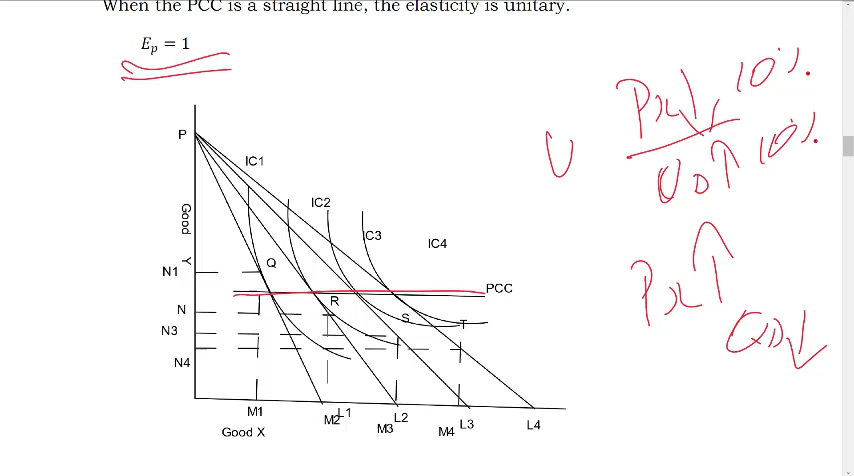 When the PCC is a straight line, the elasticity is unitary.
E_p = 1
P
IC1
IC2
IC3
IC4
Good Y
Q
N1
PCC
R
N
S
T
N3
N4
M1
M2
L1
L2
M3
L3
M4
L4
Good X
U
Px↓ 10%.
QD↑ 10%.
Px↑
QD↓